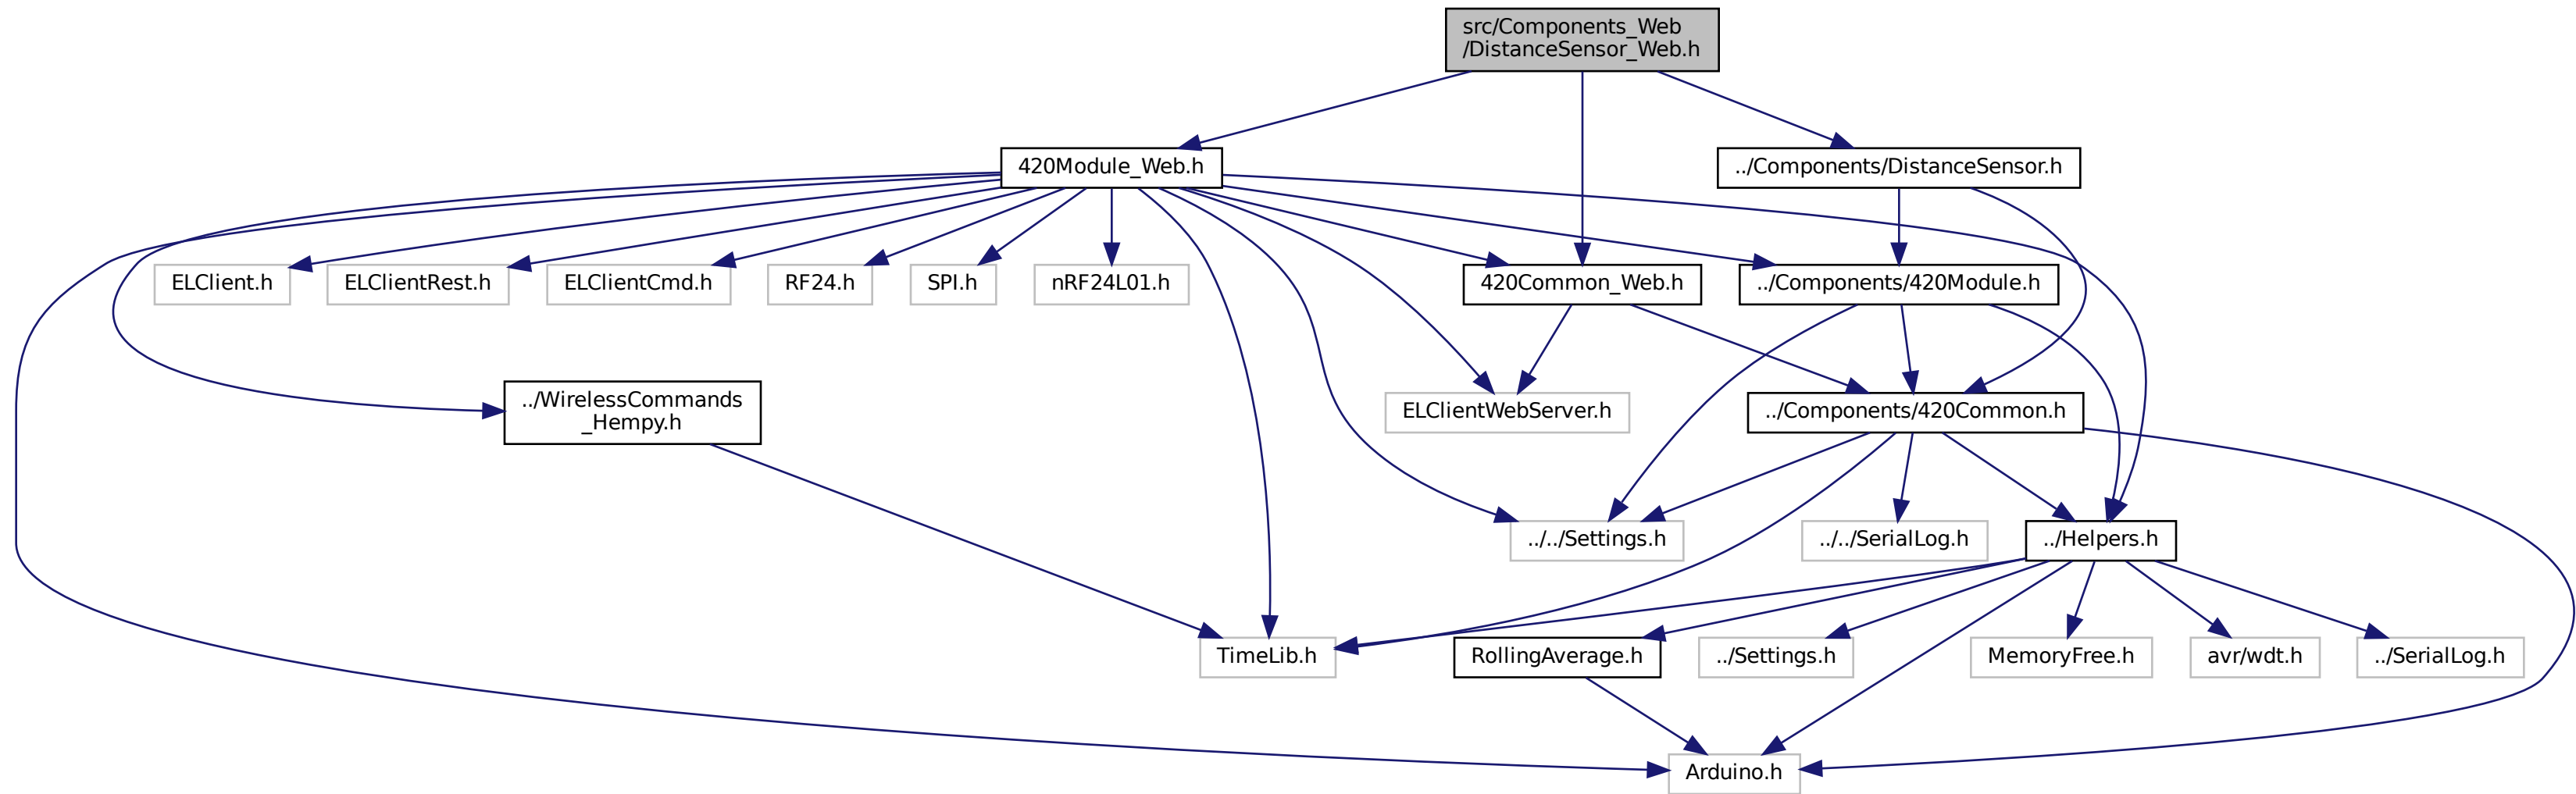 src/Components_Web
/DistanceSensor_Web.h
420Module_Web.h
../Components/DistanceSensor.h
ELClient.h
ELClientRest.h
ELClientCmd.h
RF24.h
SPI.h
nRF24L01.h
420Common_Web.h
../Components/420Module.h
../WirelessCommands
_Hempy.h
ELClientWebServer.h
../Components/420Common.h
../../Settings.h
../../SerialLog.h
../Helpers.h
TimeLib.h
RollingAverage.h
../Settings.h
MemoryFree.h
avr/wdt.h
../SerialLog.h
Arduino.h